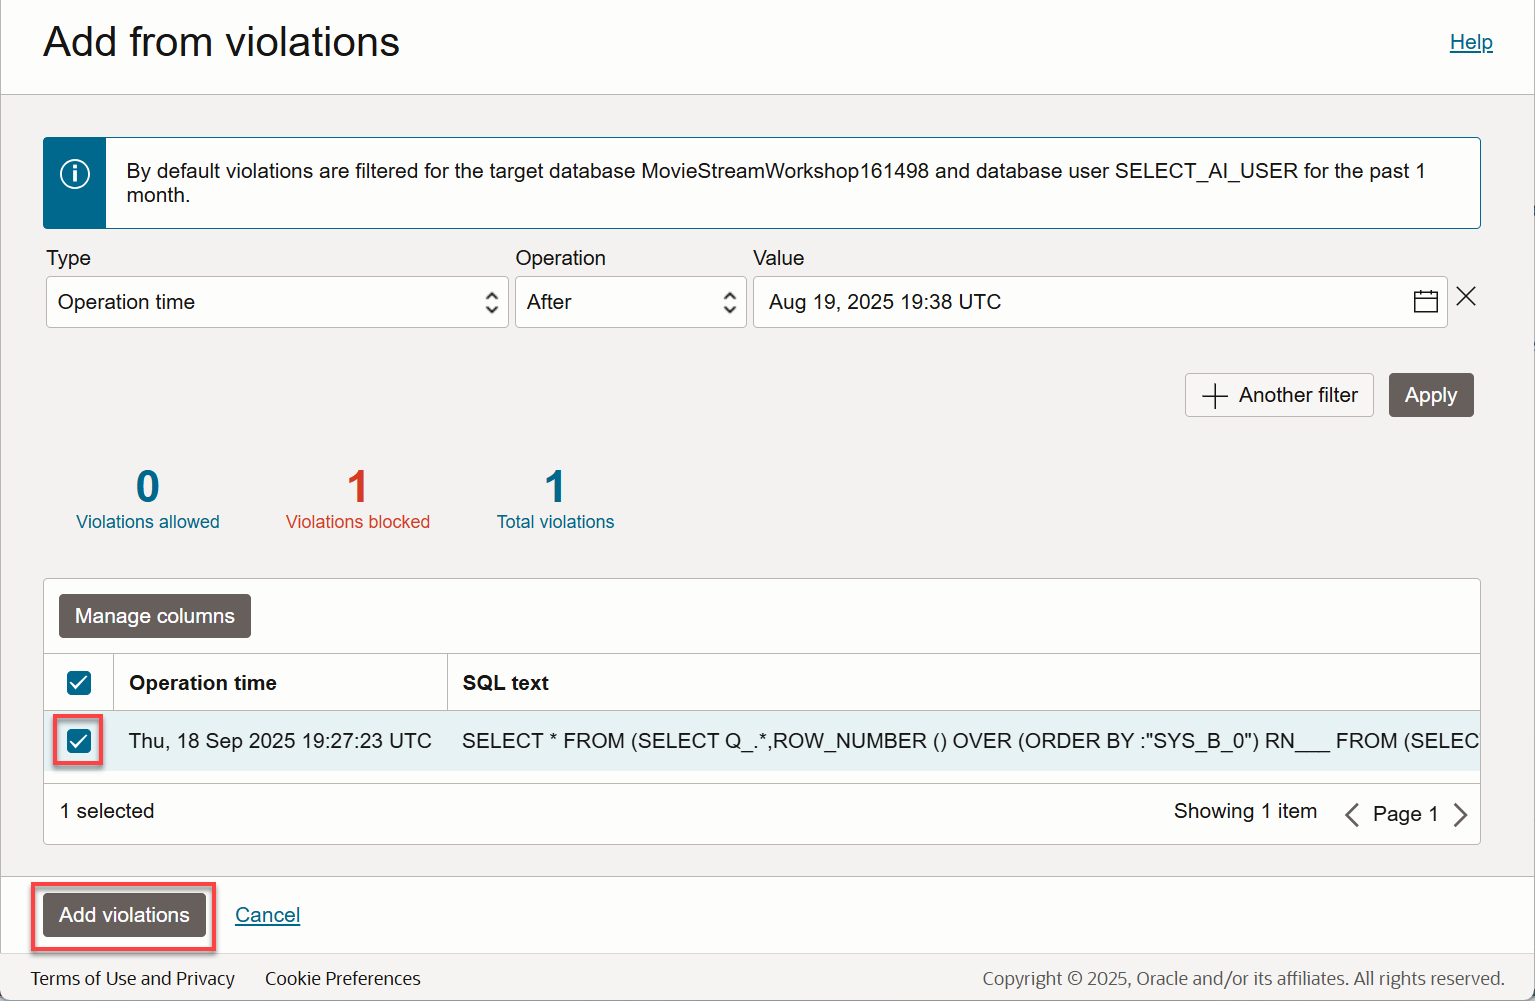 Add from violations
Help
By default violations are filtered for the target database MovieStreamWorkshop161498 and database user SELECT_AI_USER for the past 1
month.
Type Operation Value
Operation time After Aug 19, 2025 19:38 UTC
Another filter Apply
0 1 1
Violations allowed Violations blocked Total violations
Manage columns
Operation time SQL text
Thu, 18 Sep 2025 19:27:23 UTC SELECT * FROM (SELECT Q_.*,ROW_NUMBER () OVER (ORDER BY :"SYS_B_0") RN___ FROM (SELEC
1 selected Showing 1 item Page 1
Add violations Cancel
Terms of Use and Privacy Cookie Preferences Copyright © 2025, Oracle and/or its affiliates. All rights reserved.